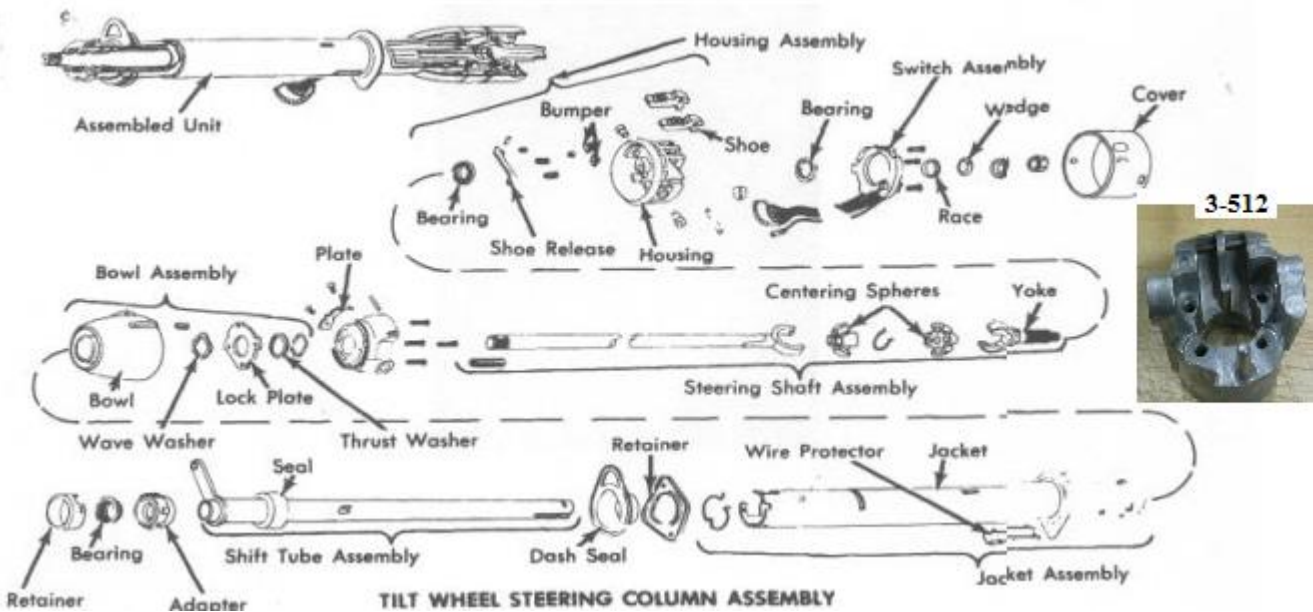 Housing Assembly
Switch Assembly
Wedge
Cover
Bearing
Bumper
Assembled Unit
Shoe
3-512
Bearing
Shoe Release
Housing
Race
Plate
Bowl Assembly
Centering Spheres
Yoke
Bowl
Lock Plate
Steering Shaft Assembly
Wave Washer
Thrust Washer
Retainer
Wire Protector
Jacket
Seal
Bearing
Shift Tube Assembly
Dash Seal
Jacket Assembly
Retainer
Adapter
TILT WHEEL STEERING COLUMN ASSEMBLY